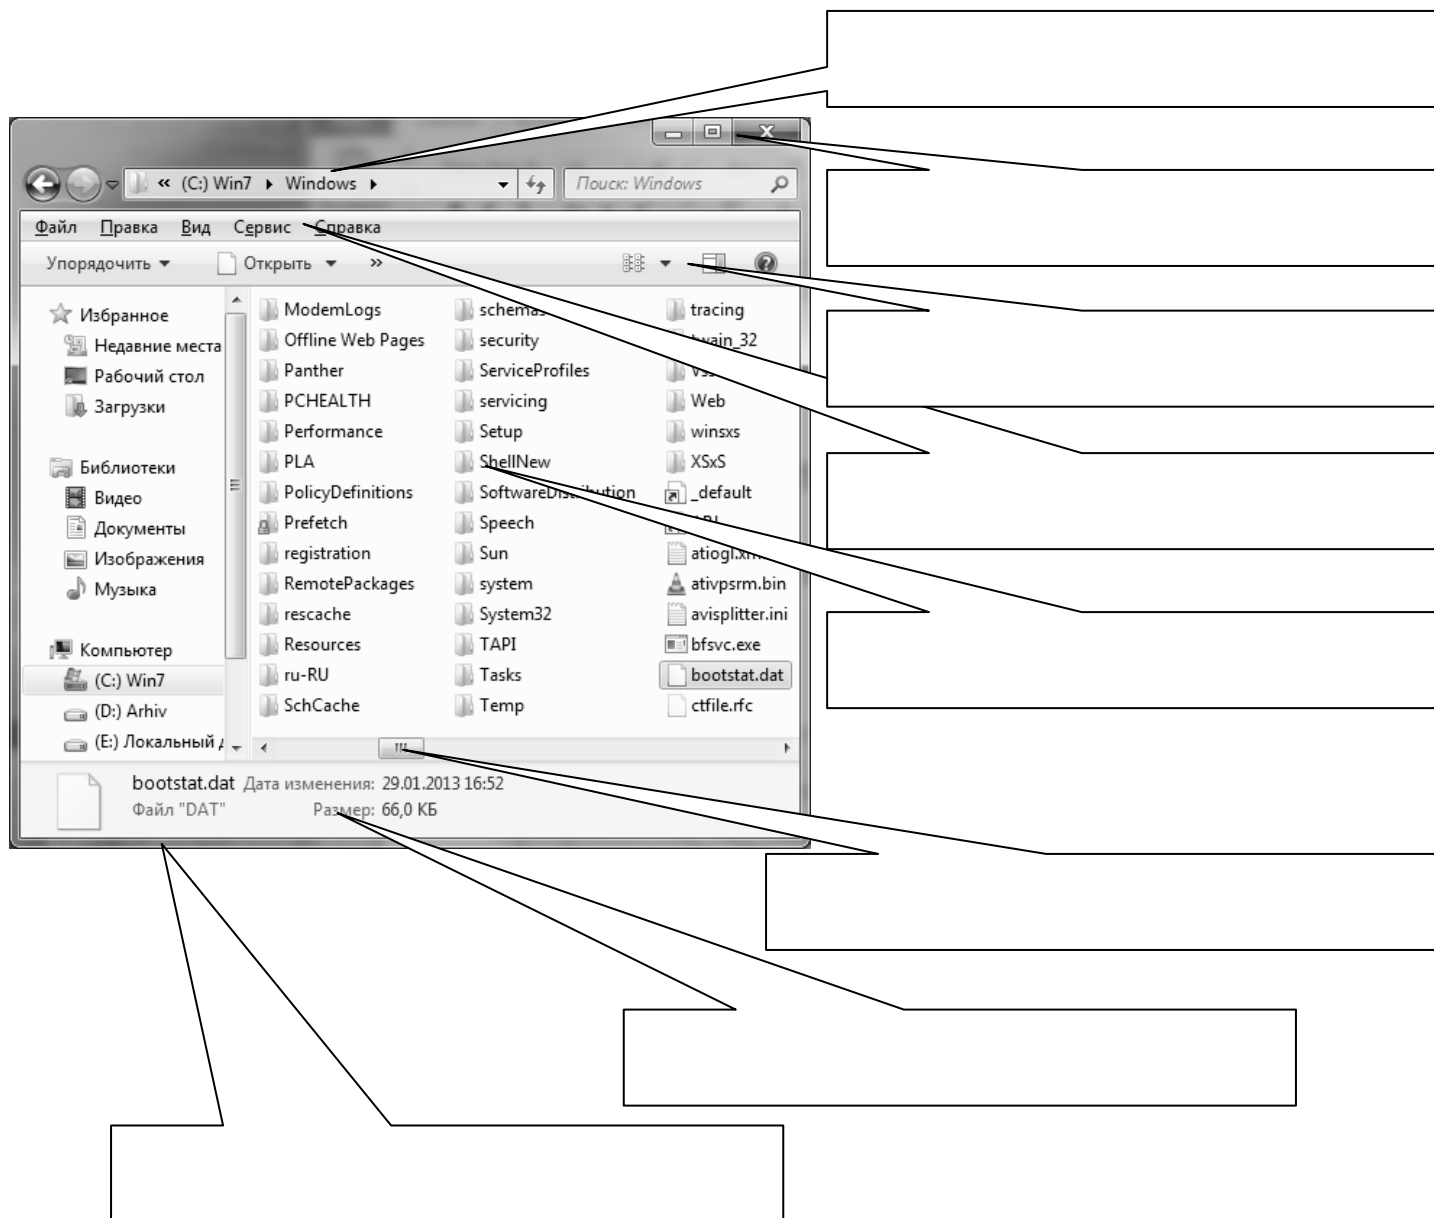 « (C:) Win7 Windows
Поиск: Windows
Файл Правка Вид Сервис Справка
Упорядочить Открыть »
Избранное
Недавние места
Рабочий стол
Загрузки
Библиотеки
Видео
Документы
Изображения
Музыка
Компьютер
(C:) Win7
(D:) Arhiv
(E:) Локальный
ModemLogs
Offline Web Pages
Panther
PCHEALTH
Performance
PLA
PolicyDefinitions
Prefetch
registration
RemotePackages
rescache
Resources
ru-RU
SchCache
schemas
security
ServiceProfiles
servicing
Setup
ShellNew
SoftwareDistribution
Speech
Sun
system
System32
TAPI
Tasks
Temp
tracing
twain_32
Web
winsxs
XSxS
_default
ativpsrm.bin
avisplitter.ini
bfsvc.exe
bootstat.dat
ctfile.rfc
bootstat.dat Дата изменения: 29.01.2013 16:52
Файл "DAT" Размер: 66,0 КБ